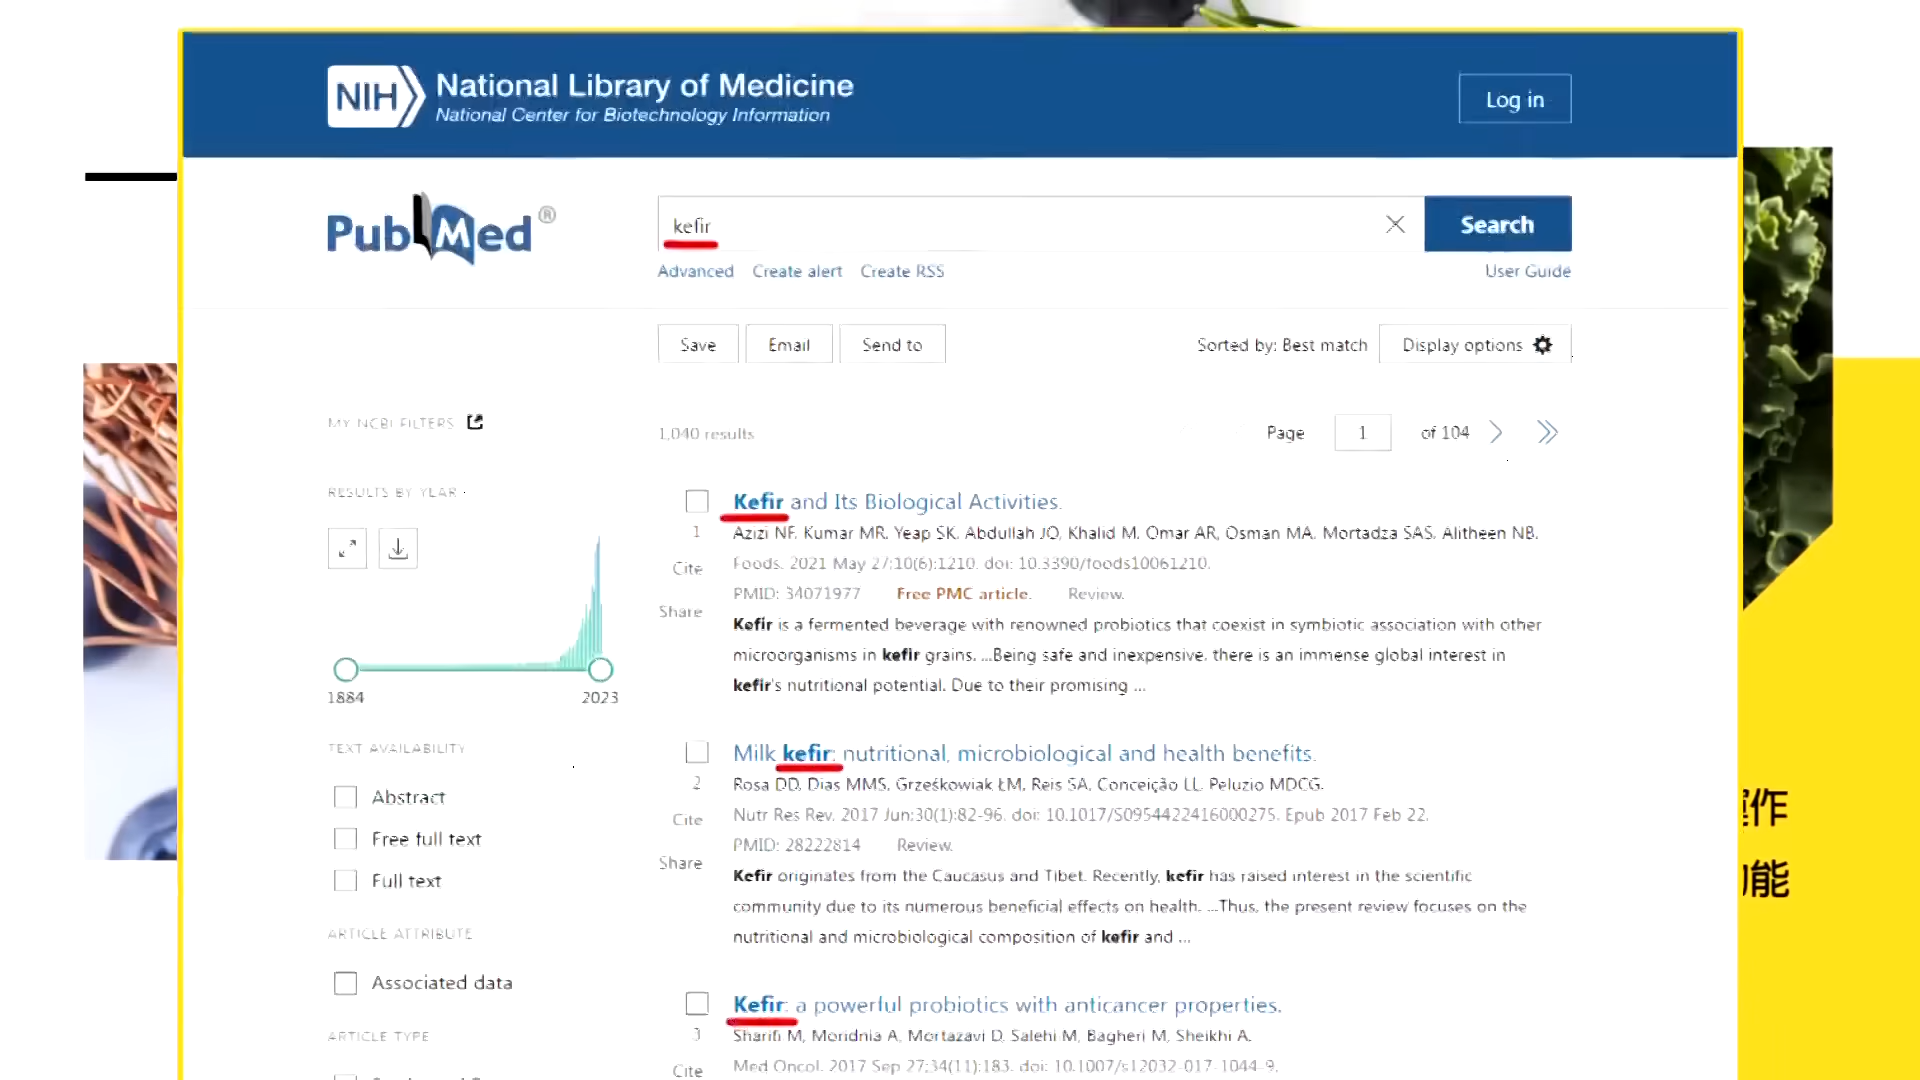 NIH National Library of Medicine
National Center for Biotechnology Information
Log in
PubMed®
kefir
Search
Advanced Create alert Create RSS
User Guide
Save Email Send to
Sorted by: Best match Display options
MY NCBI FILTERS
1,040 results
Page 1 of 104
RESULTS BY YEAR
1884 2023
TEXT AVAILABILITY
Abstract
Free full text
Full text
ARTICLE ATTRIBUTE
Associated data
ARTICLE TYPE
Kefir and Its Biological Activities.
1
Azizi NF, Kumar MR, Yeap SK, Abdullah JO, Khalid M, Omar AR, Osman MA, Mortadza SAS, Alitheen NB.
Cite
Foods. 2021 May 27;10(6):1210. doi: 10.3390/foods10061210.
PMID: 34071977 Free PMC article. Review.
Share
Kefir is a fermented beverage with renowned probiotics that coexist in symbiotic association with other
microorganisms in kefir grains. ...Being safe and inexpensive, there is an immense global interest in
kefir's nutritional potential. Due to their promising ...
Milk kefir: nutritional, microbiological and health benefits.
2
Rosa DD, Dias MMS, Grześkowiak ŁM, Reis SA, Conceição LL, Peluzio MDCG.
Cite
Nutr Res Rev. 2017 Jun;30(1):82-96. doi: 10.1017/S0954422416000275. Epub 2017 Feb 22.
PMID: 28222814 Review.
Share
Kefir originates from the Caucasus and Tibet. Recently, kefir has raised interest in the scientific
community due to its numerous beneficial effects on health. ...Thus, the present review focuses on the
nutritional and microbiological composition of kefir and ...
Kefir: a powerful probiotics with anticancer properties.
3
Sharifi M, Moridnia A, Mortazavi D, Salehi M, Bagheri M, Sheikhi A.
Cite
Med Oncol. 2017 Sep 27;34(11):183. doi: 10.1007/s12032-017-1044-9.
作
能